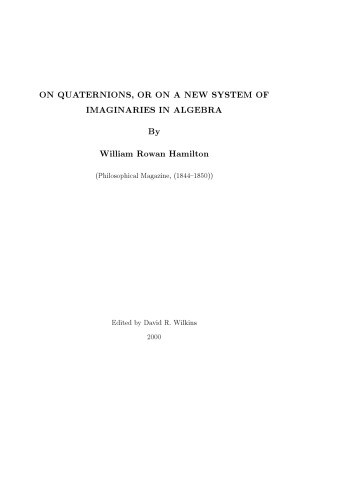 ON QUATERNIONS, OR ON A NEW SYSTEM OF
IMAGINARIES IN ALGEBRA
By
William Rowan Hamilton
(Philosophical Magazine, (1844–1850))
Edited by David R. Wilkins
2000